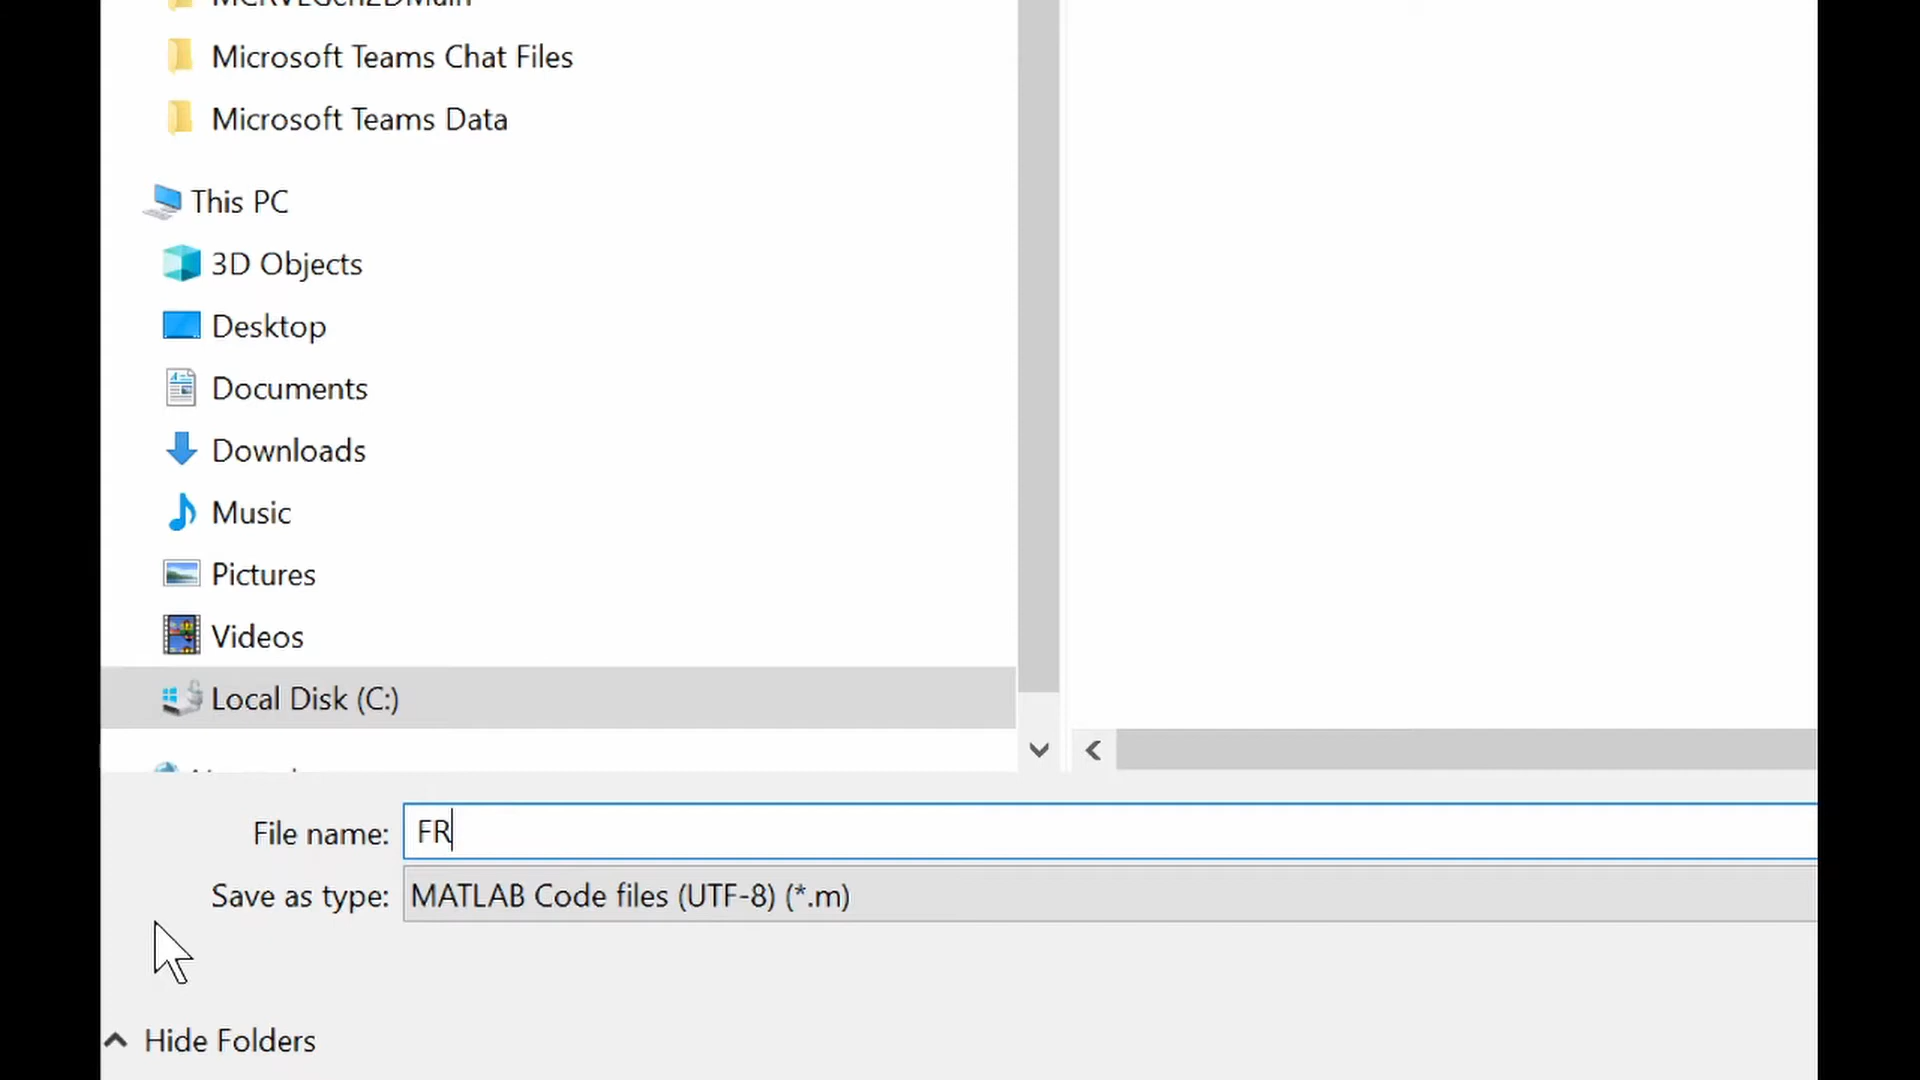 Microsoft Teams Chat Files
Microsoft Teams Data
This PC
3D Objects
Desktop
Documents
Downloads
Music
Pictures
Videos
Local Disk (C:)
File name: FR
Save as type: MATLAB Code files (UTF-8) (*.m)
Hide Folders